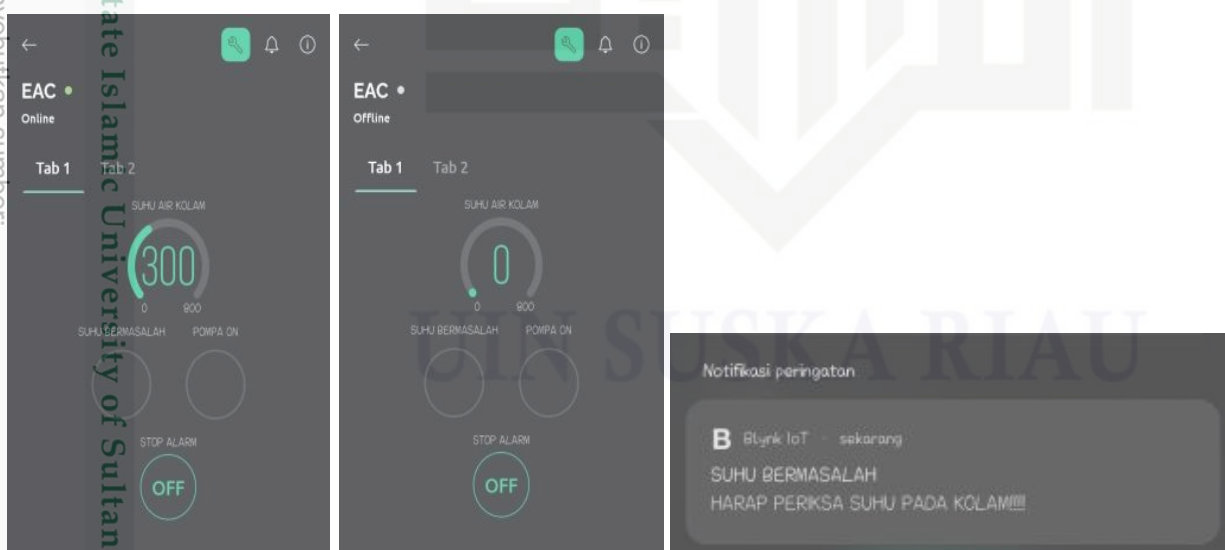 EAC
Online
Tab 1 Tab 2
SUHU AIR KOLAM
300
0 800
SUHU BERMASALAH POMPA ON
STOP ALARM
OFF
EAC
Offline
Tab 1 Tab 2
SUHU AIR KOLAM
0
0 800
SUHU BERMASALAH POMPA ON
STOP ALARM
OFF
Notifikasi peringatan
B Blynk IoT sekarang
SUHU BERMASALAH
HARAP PERIKSA SUHU PADA KOLAM!!!!!
tate Islamic University of Sultan
UIN SUSKA RIAU